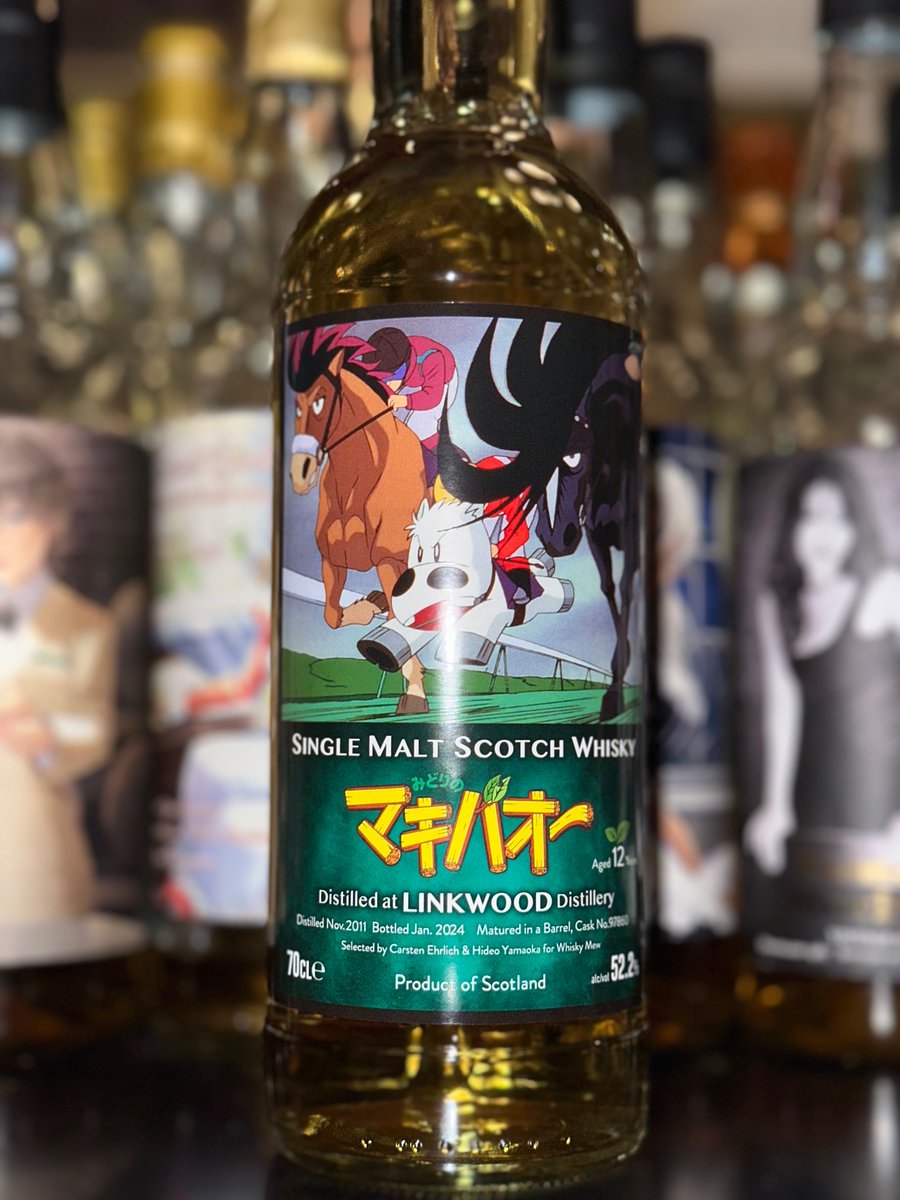 SINGLE MALT SCOTCH WHISKY
みどりの
マキバオー
Aged 12 Years
Distilled at LINKWOOD Distillery
Distilled Nov.2011 Bottled Jan. 2024 Matured in a Barrel, Cask No.97860
Selected by Carsten Ehrlich & Hideo Yamaoka for Whisky Mew
70CLe
Product of Scotland
alc/vol 52.2%